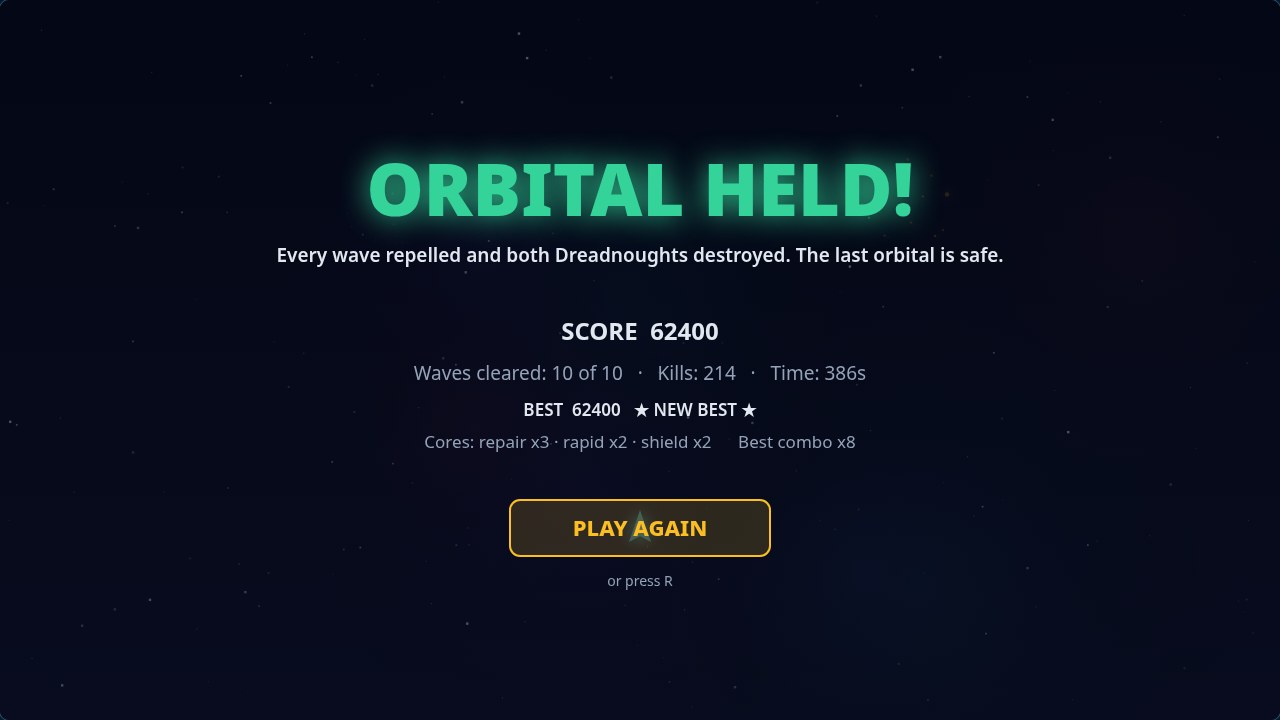 ORBITAL HELD!
Every wave repelled and both Dreadnoughts destroyed. The last orbital is safe.
SCORE 62400
Waves cleared: 10 of 10 · Kills: 214 · Time: 386s
BEST 62400 ★ NEW BEST ★
Cores: repair x3 · rapid x2 · shield x2 Best combo x8
PLAY AGAIN
or press R